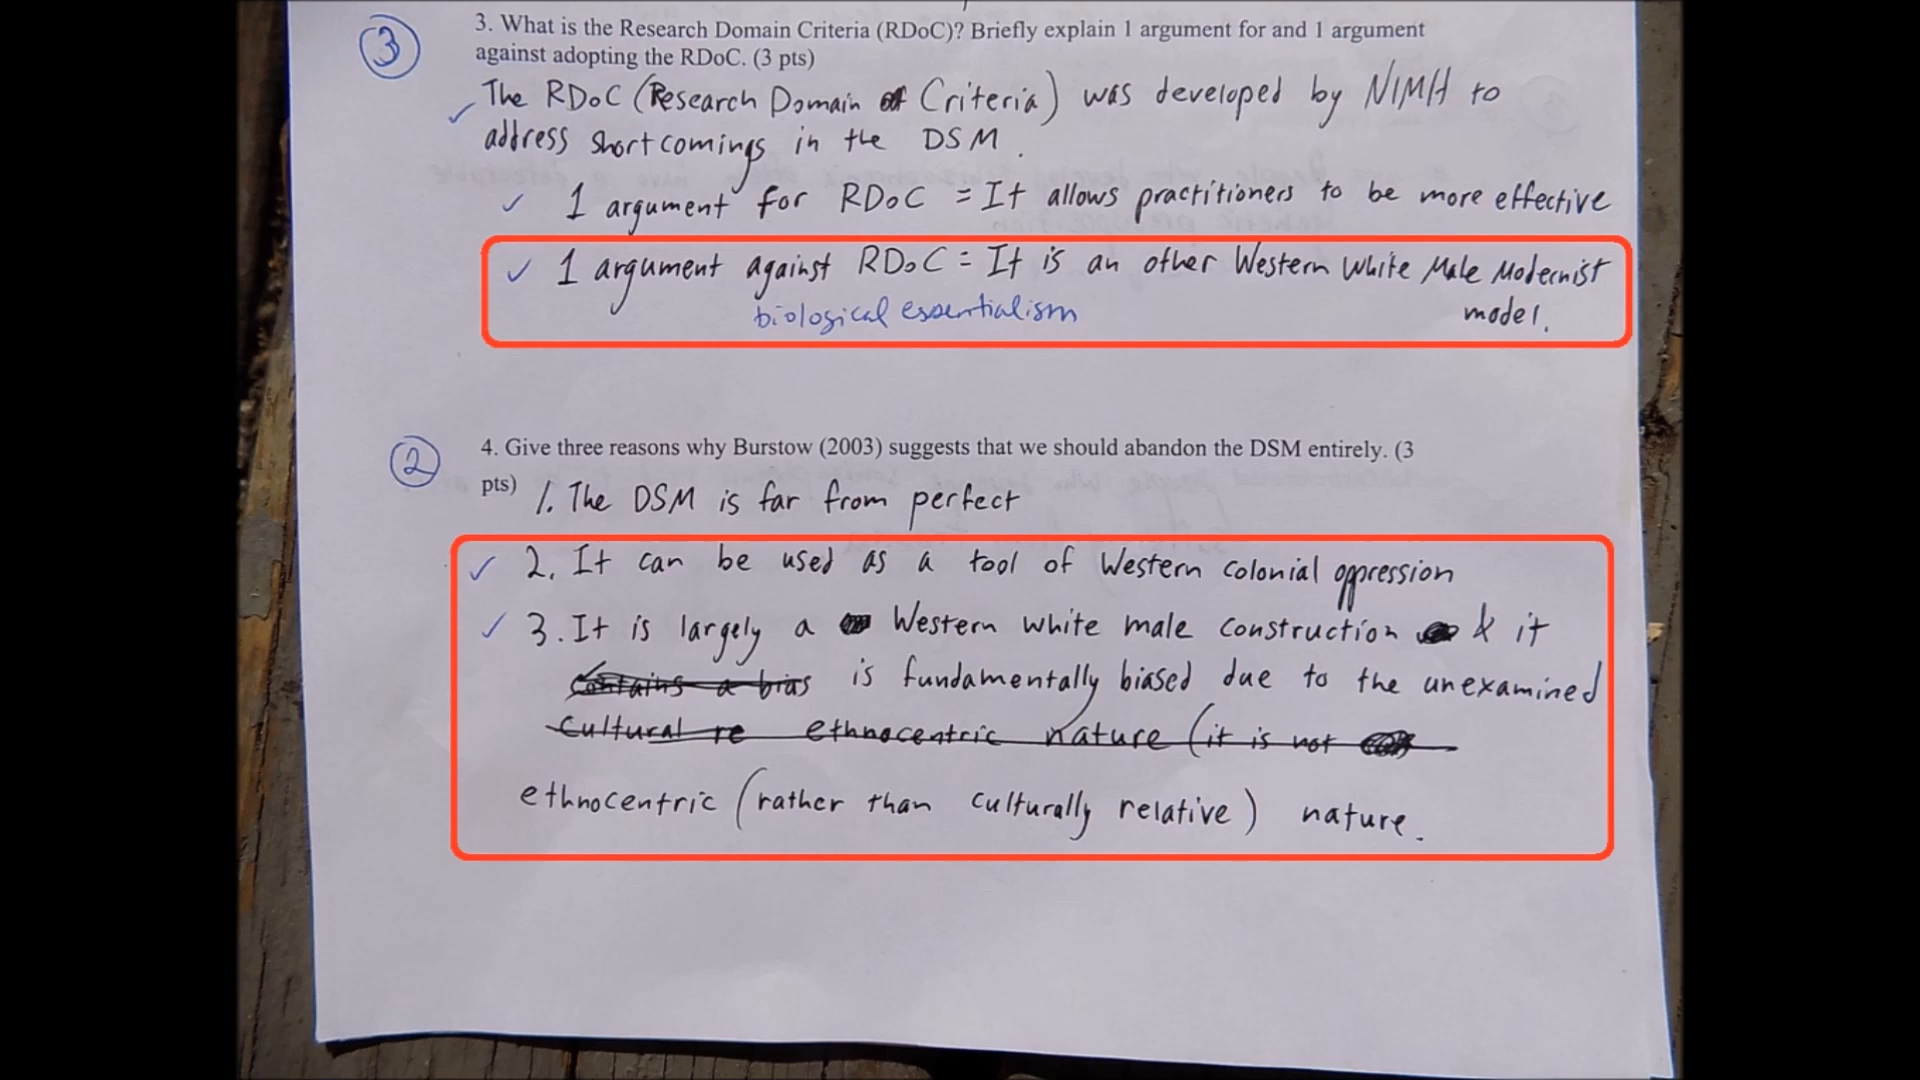 3. What is the Research Domain Criteria (RDoC)? Briefly explain 1 argument for and 1 argument
3
against adopting the RDoC. (3 pts)
The RDoC (Research Domain of Criteria) was developed by NIMH to
address shortcomings in the DSM.
1 argument for RDoC = It allows practitioners to be more effective
1 argument against RDoC = It is an other Western White Male Modernist
biological essentialism model.
4. Give three reasons why Burstow (2003) suggests that we should abandon the DSM entirely. (3
2
pts) 1. The DSM is far from perfect
2. It can be used as a tool of Western colonial oppression
3. It is largely a Western white male construction & it
contains a bias is fundamentally biased due to the unexamined
cultural re ethnocentric nature (it is not
ethnocentric (rather than culturally relative) nature.